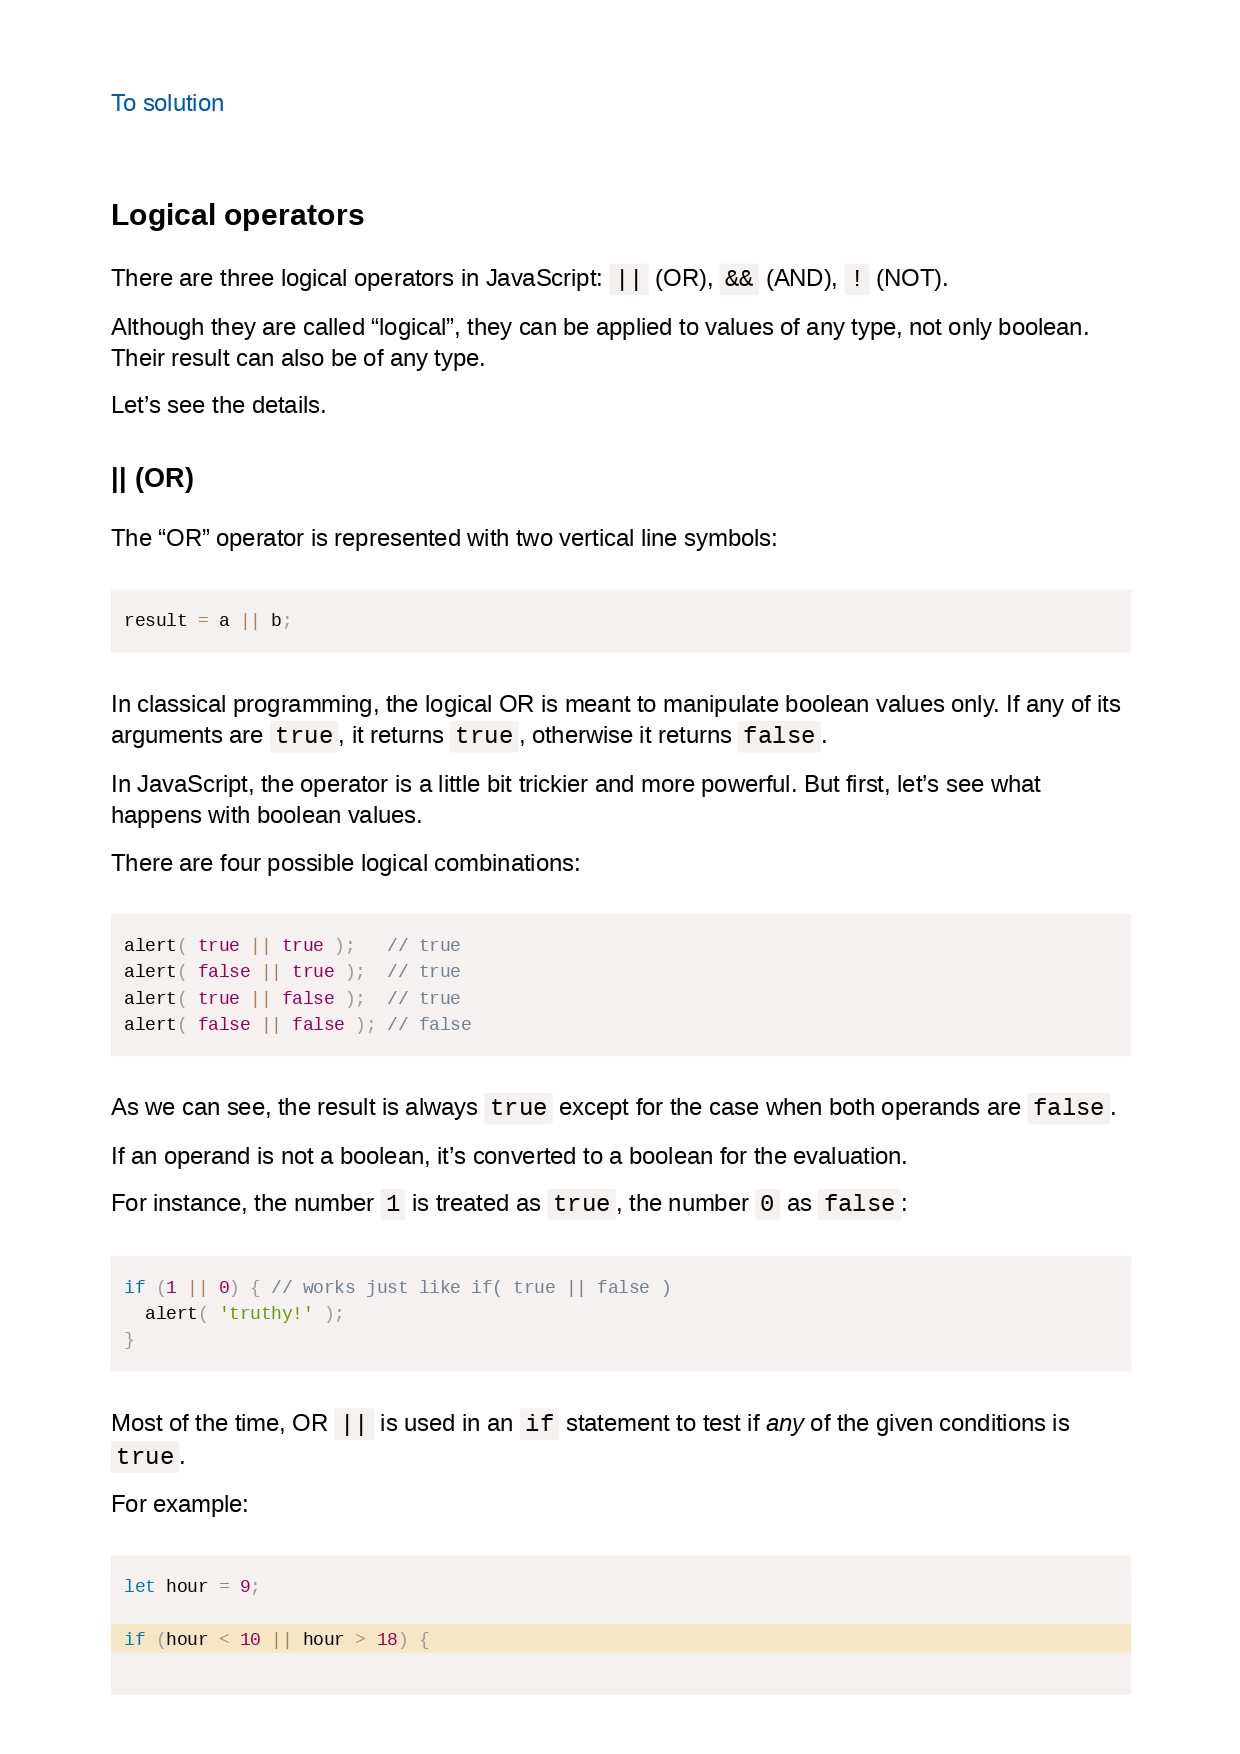 To solution
Logical operators
There are three logical operators in JavaScript: || (OR), && (AND), ! (NOT).
Although they are called “logical”, they can be applied to values of any type, not only boolean.
Their result can also be of any type.
Let’s see the details.
|| (OR)
The “OR” operator is represented with two vertical line symbols:
result = a || b;
In classical programming, the logical OR is meant to manipulate boolean values only. If any of its
arguments are true, it returns true, otherwise it returns false.
In JavaScript, the operator is a little bit trickier and more powerful. But first, let’s see what
happens with boolean values.
There are four possible logical combinations:
alert( true || true );   // true
alert( false || true );  // true
alert( true || false );  // true
alert( false || false ); // false
As we can see, the result is always true except for the case when both operands are false.
If an operand is not a boolean, it’s converted to a boolean for the evaluation.
For instance, the number 1 is treated as true, the number 0 as false:
if (1 || 0) { // works just like if( true || false )
  alert( 'truthy!' );
}
Most of the time, OR || is used in an if statement to test if any of the given conditions is
true.
For example:
let hour = 9;
if (hour < 10 || hour > 18) {